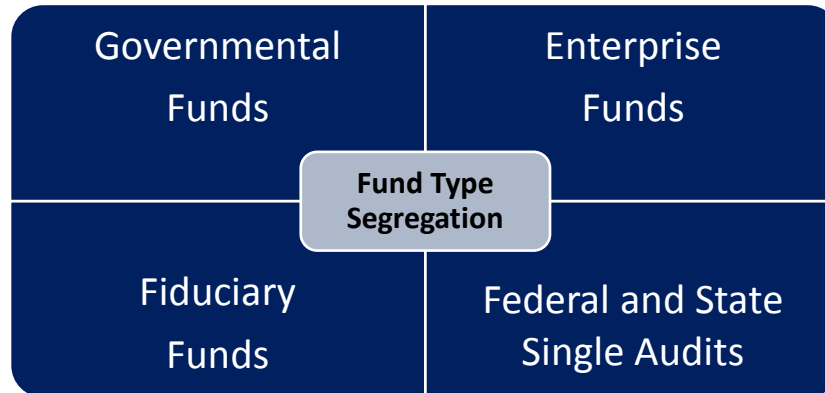 Governmental
Funds
Enterprise
Funds
Fund Type
Segregation
Fiduciary
Funds
Federal and State
Single Audits